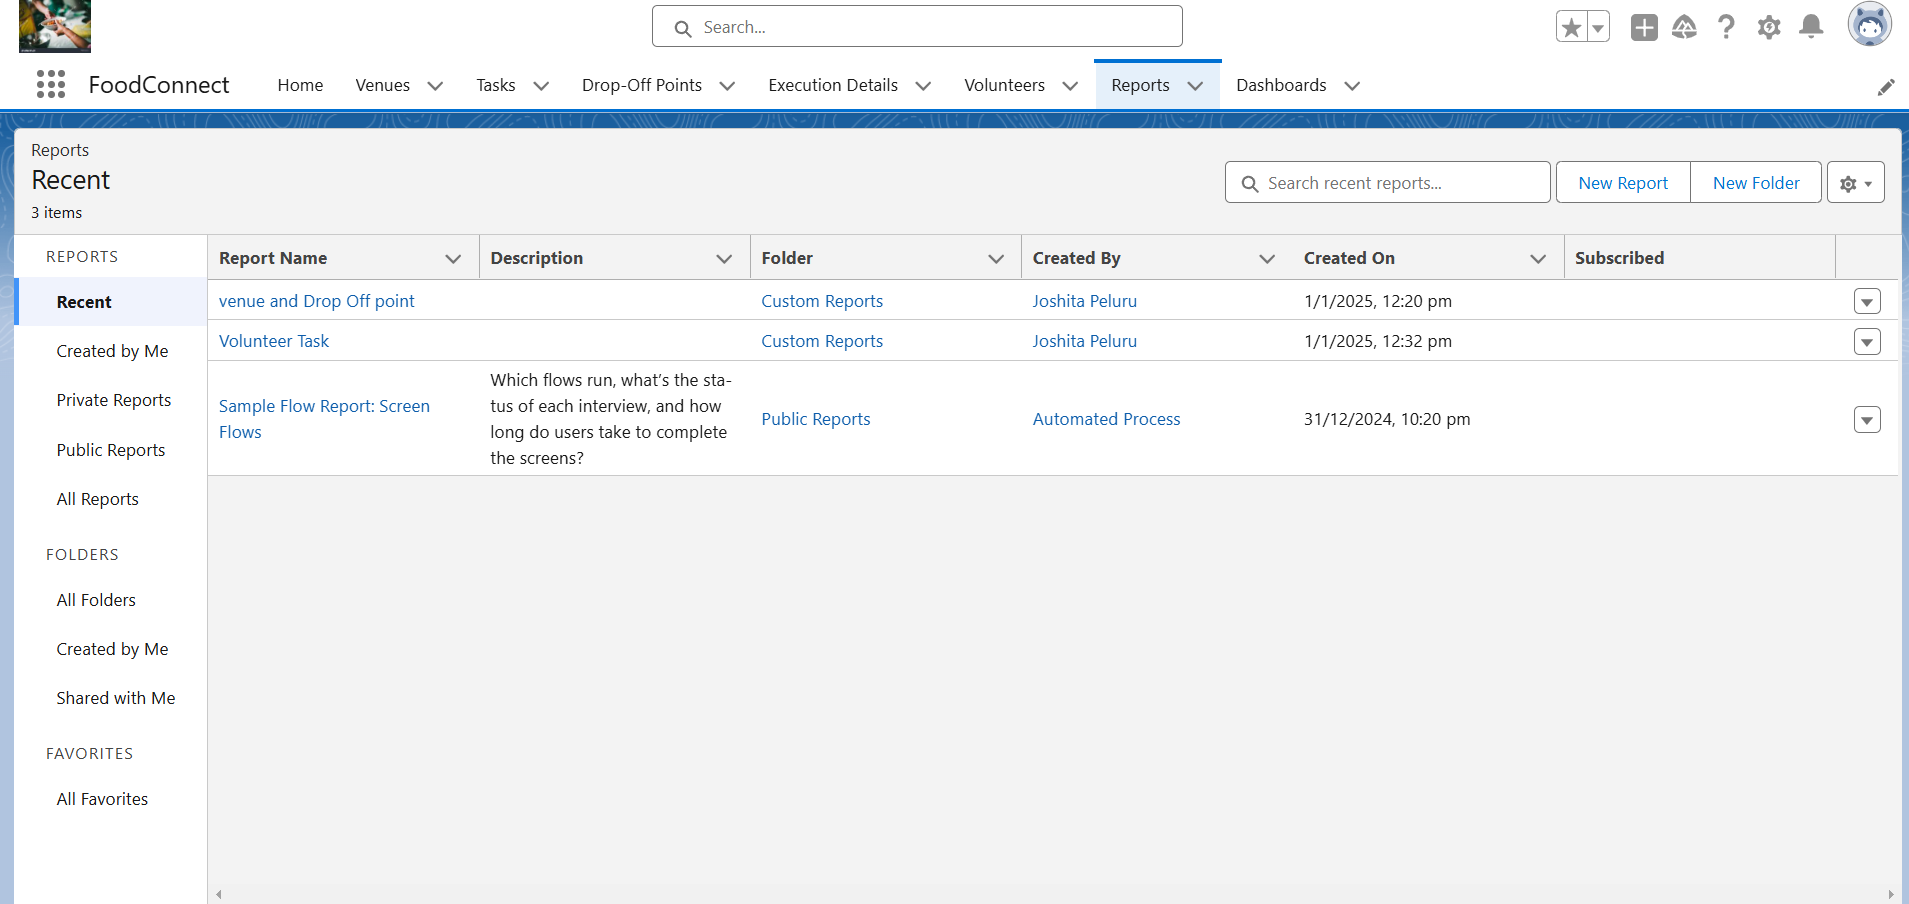 Search...
FoodConnect
Home
Venues
Tasks
Drop-Off Points
Execution Details
Volunteers
Reports
Dashboards
Reports
Recent
3 items
Search recent reports...
New Report
New Folder
REPORTS
Recent
Created by Me
Private Reports
Public Reports
All Reports
FOLDERS
All Folders
Created by Me
Shared with Me
FAVORITES
All Favorites
Report Name
Description
Folder
Created By
Created On
Subscribed
venue and Drop Off point
Custom Reports
Joshita Peluru
1/1/2025, 12:20 pm
Volunteer Task
Custom Reports
Joshita Peluru
1/1/2025, 12:32 pm
Sample Flow Report: Screen
Flows
Which flows run, what's the sta-
tus of each interview, and how
long do users take to complete
the screens?
Public Reports
Automated Process
31/12/2024, 10:20 pm